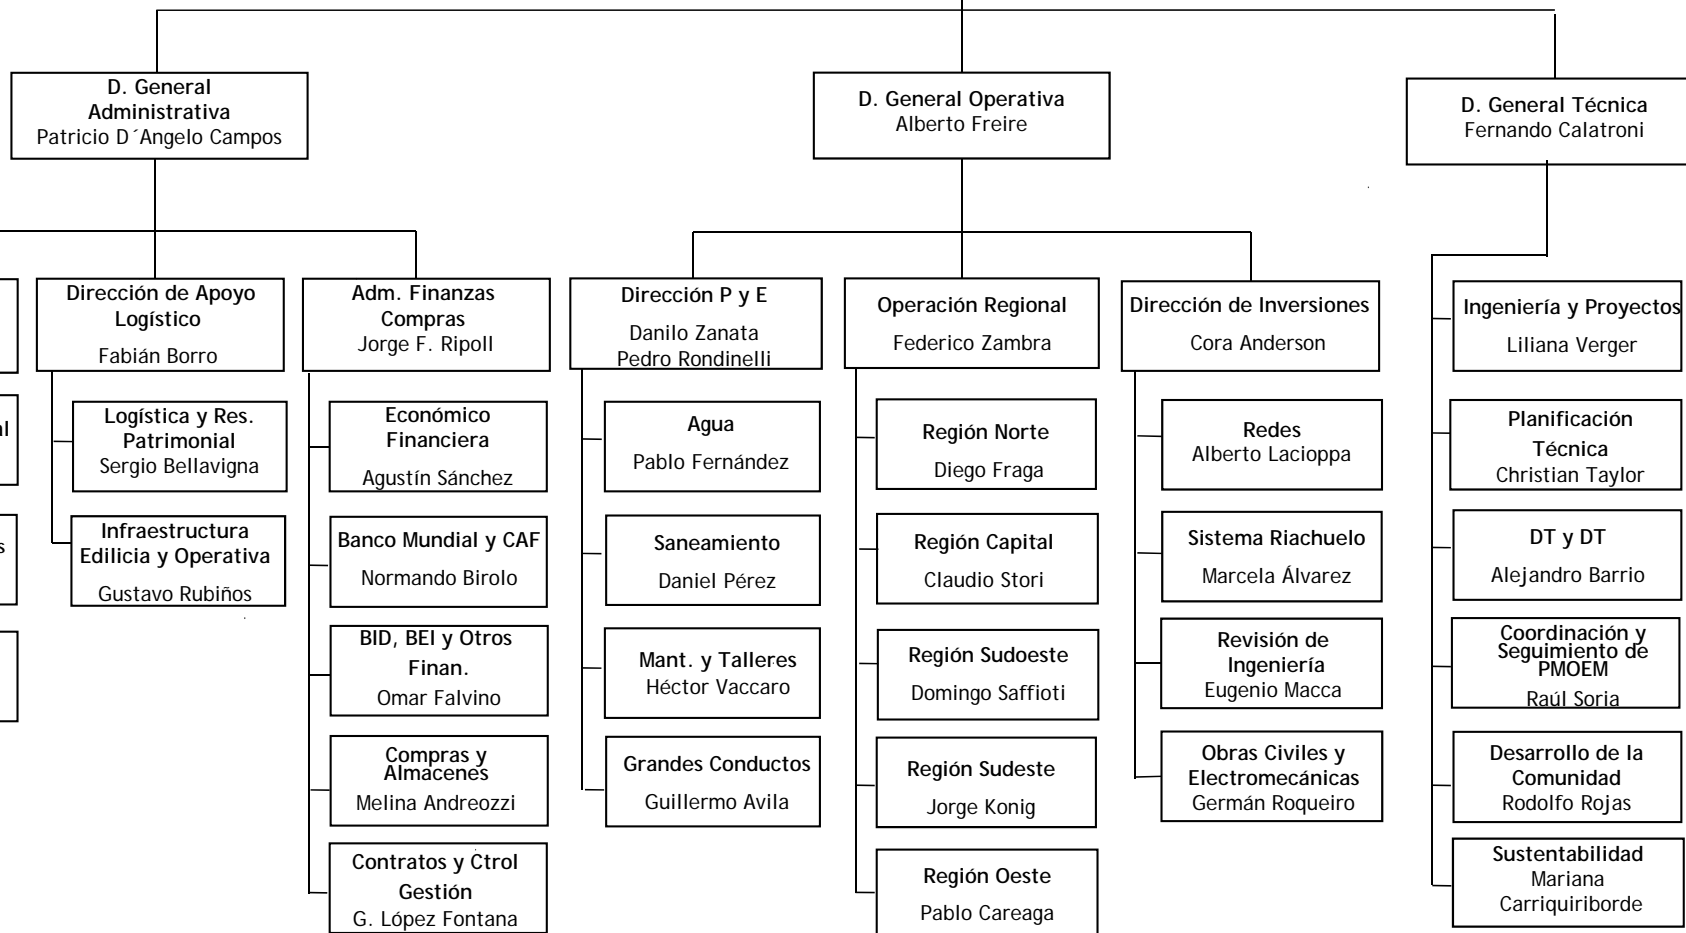 D. General
Administrativa
Patricio D´Angelo Campos
D. General Operativa
Alberto Freire
D. General Técnica
Fernando Calatroni
al
s
Dirección de Apoyo
Logístico
Fabián Borro
Logística y Res.
Patrimonial
Sergio Bellavigna
Infraestructura
Edilicia y Operativa
Gustavo Rubiños
Adm. Finanzas
Compras
Jorge F. Ripoll
Económico
Financiera
Agustín Sánchez
Banco Mundial y CAF
Normando Birolo
BID, BEI y Otros
Finan.
Omar Falvino
Compras y
Almacenes
Melina Andreozzi
Contratos y Ctrol
Gestión
G. López Fontana
Dirección P y E
Danilo Zanata
Pedro Rondinelli
Agua
Pablo Fernández
Saneamiento
Daniel Pérez
Mant. y Talleres
Héctor Vaccaro
Grandes Conductos
Guillermo Avila
Operación Regional
Federico Zambra
Región Norte
Diego Fraga
Región Capital
Claudio Stori
Región Sudoeste
Domingo Saffioti
Región Sudeste
Jorge Konig
Región Oeste
Pablo Careaga
Dirección de Inversiones
Cora Anderson
Redes
Alberto Lacioppa
Sistema Riachuelo
Marcela Álvarez
Revisión de
Ingeniería
Eugenio Macca
Obras Civiles y
Electromecánicas
Germán Roqueiro
Ingeniería y Proyectos
Liliana Verger
Planificación
Técnica
Christian Taylor
DT y DT
Alejandro Barrio
Coordinación y
Seguimiento de
PMOEM
Raúl Soria
Desarrollo de la
Comunidad
Rodolfo Rojas
Sustentabilidad
Mariana
Carriquiriborde